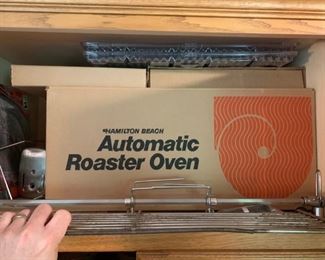 HAMILTON BEACH
Automatic
Roaster Oven